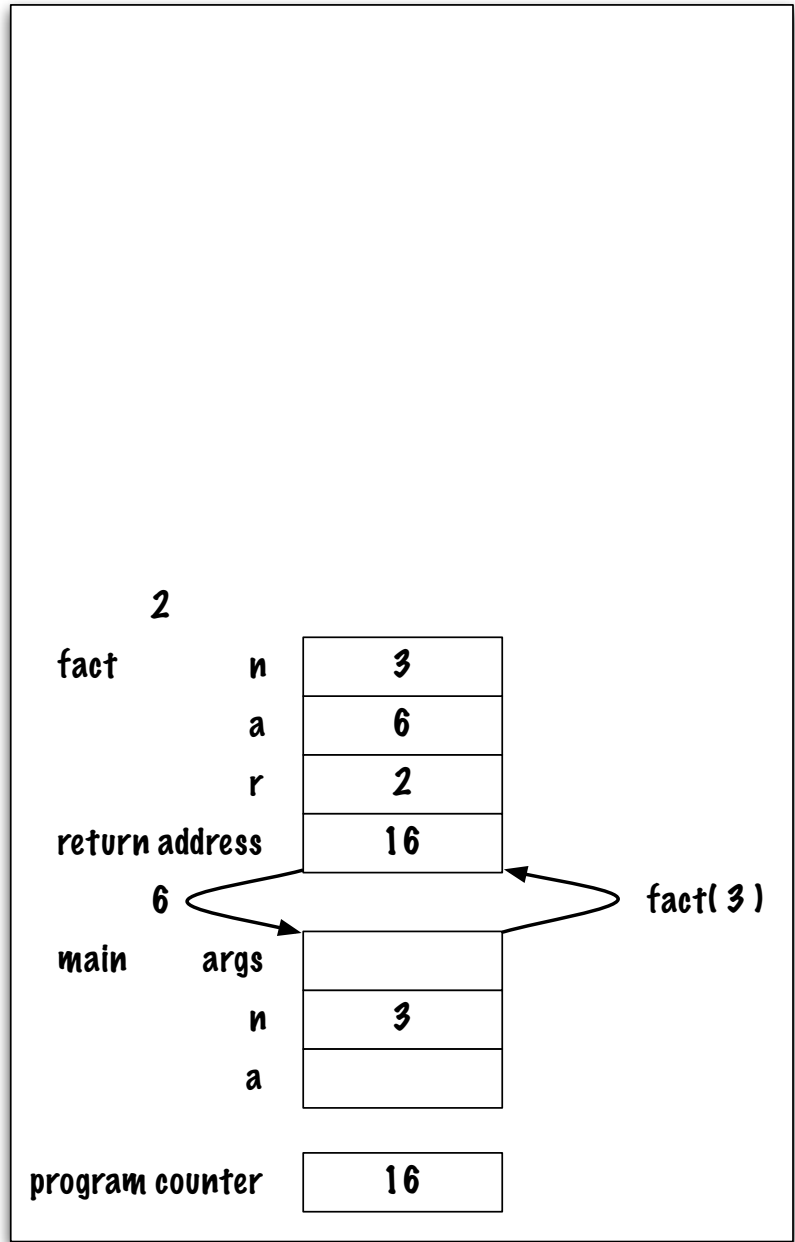 2
fact n 3
a 6
r 2
return address 16
6 fact( 3 )
main args
n 3
a
program counter 16